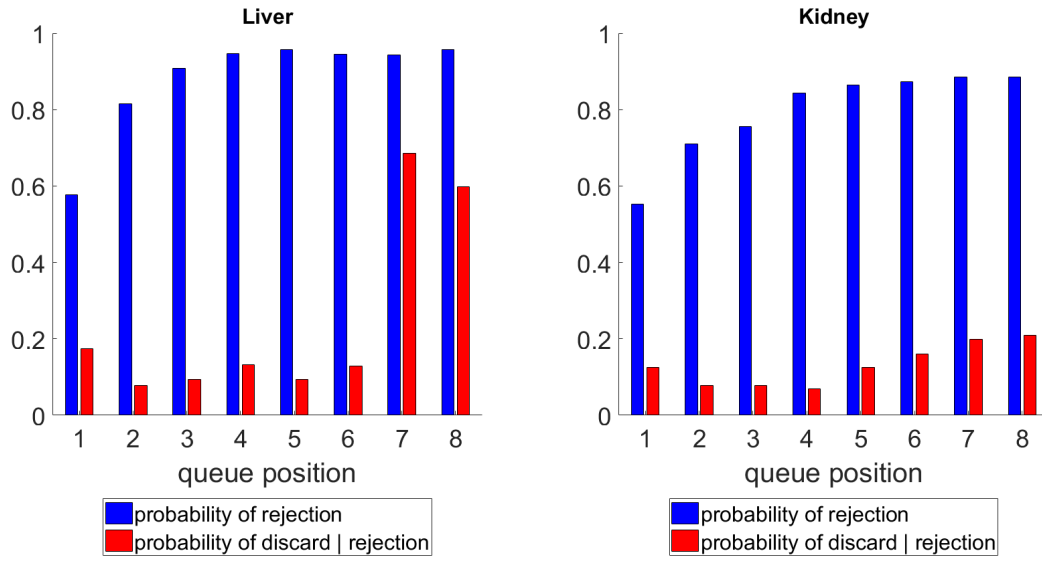 Liver
1
0.8
0.6
0.4
0.2
0
1 2 3 4 5 6 7 8
queue position
probability of rejection
probability of discard | rejection
Kidney
1
0.8
0.6
0.4
0.2
0
1 2 3 4 5 6 7 8
queue position
probability of rejection
probability of discard | rejection